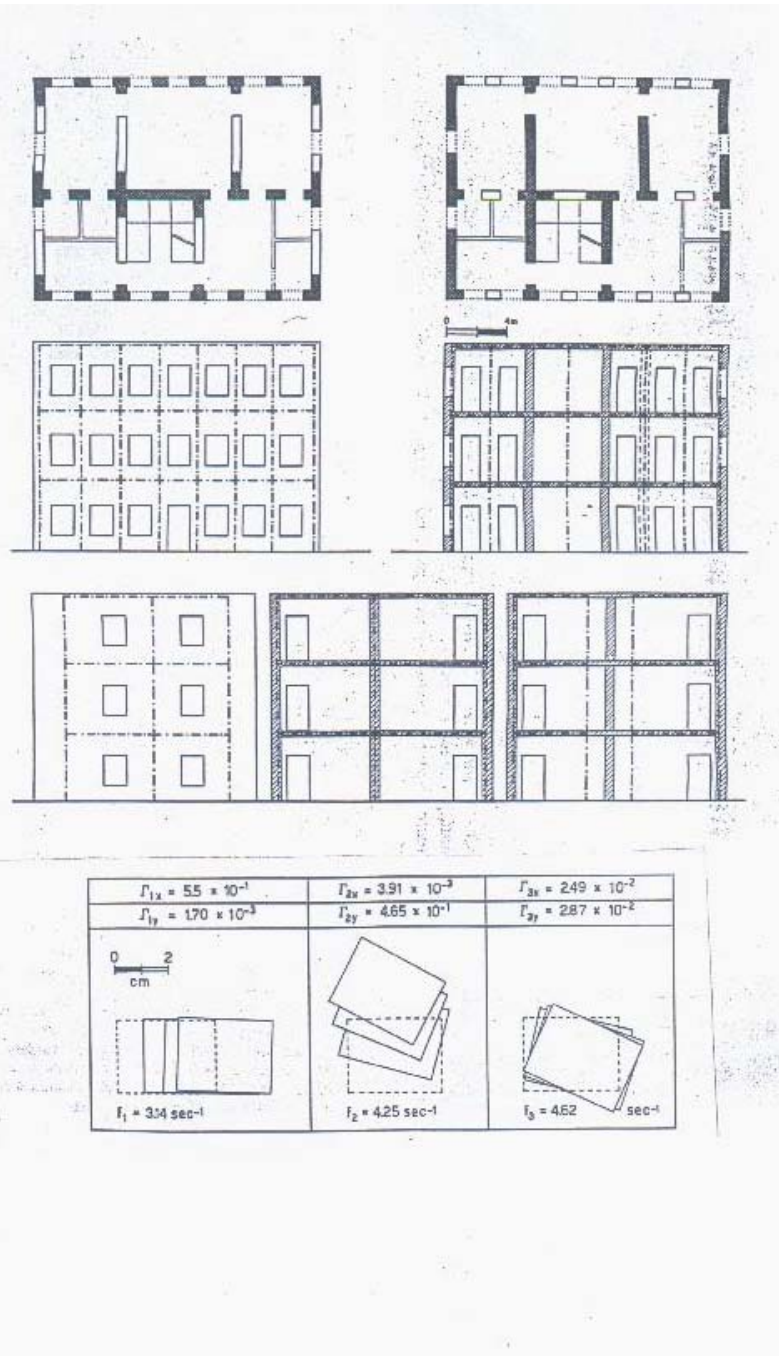 0 4m
Γ1x = 5.5 x 10⁻¹ Γ2x = 3.91 x 10⁻³ Γ3x = 2.49 x 10⁻²
Γ1y = 1.70 x 10⁻³ Γ2y = 4.65 x 10⁻¹ Γ3y = 2.87 x 10⁻²
0 2
cm
F1 = 3.14 sec⁻¹ F2 = 4.25 sec⁻¹ F3 = 4.62 sec⁻¹